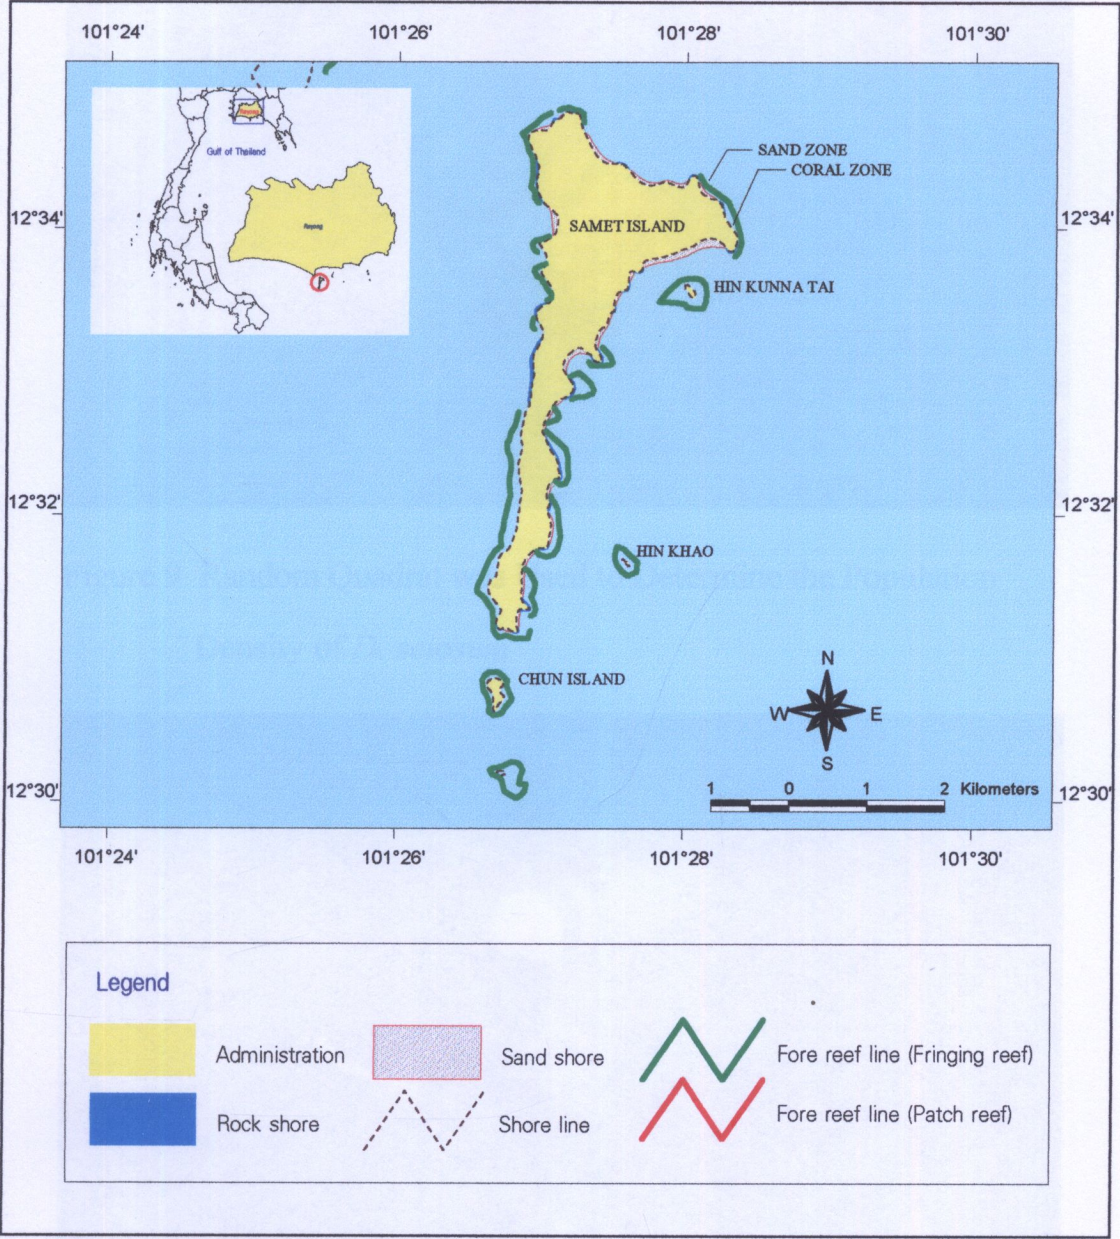 101°24'
101°26'
101°28'
101°30'
Rayong
Gulf of Thailand
Rayong
SAND ZONE
CORAL ZONE
12°34'
12°34'
SAMET ISLAND
HIN KUNNA TAI
12°32'
12°32'
HIN KHAO
CHUN ISLAND
N
W
E
S
12°30'
12°30'
1 0 1 2 Kilometers
101°24'
101°26'
101°28'
101°30'
Legend
Administration
Sand shore
Fore reef line (Fringing reef)
Rock shore
Shore line
Fore reef line (Patch reef)